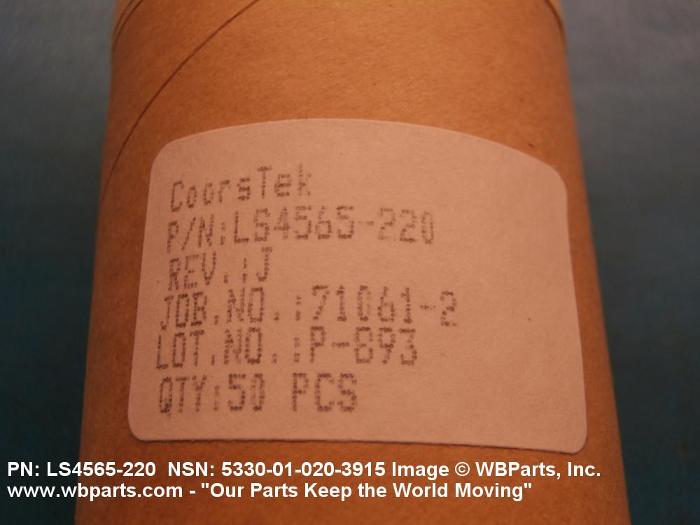 CoorsTek
P/N:LS4565-220
REV.:J
JOB.NO.:71061-2
LOT.NO.:P-893
QTY:50 PCS
PN: LS4565-220  NSN: 5330-01-020-3915 Image © WBParts, Inc.
www.wbparts.com - "Our Parts Keep the World Moving"